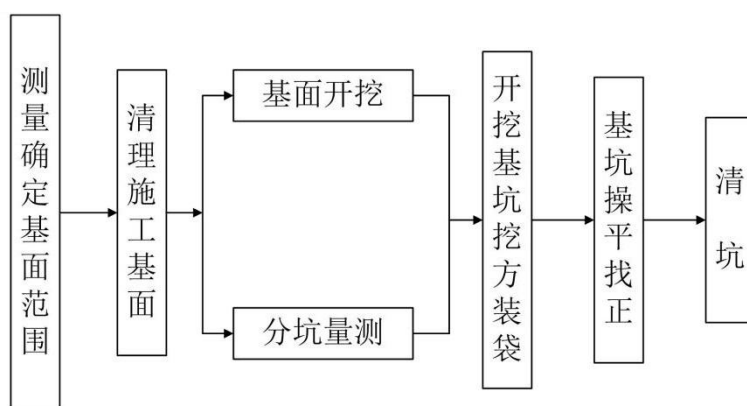 测量确定基面范围
清理施工基面
基面开挖
分坑量测
开挖基坑挖方装袋
基坑操平找正
清坑